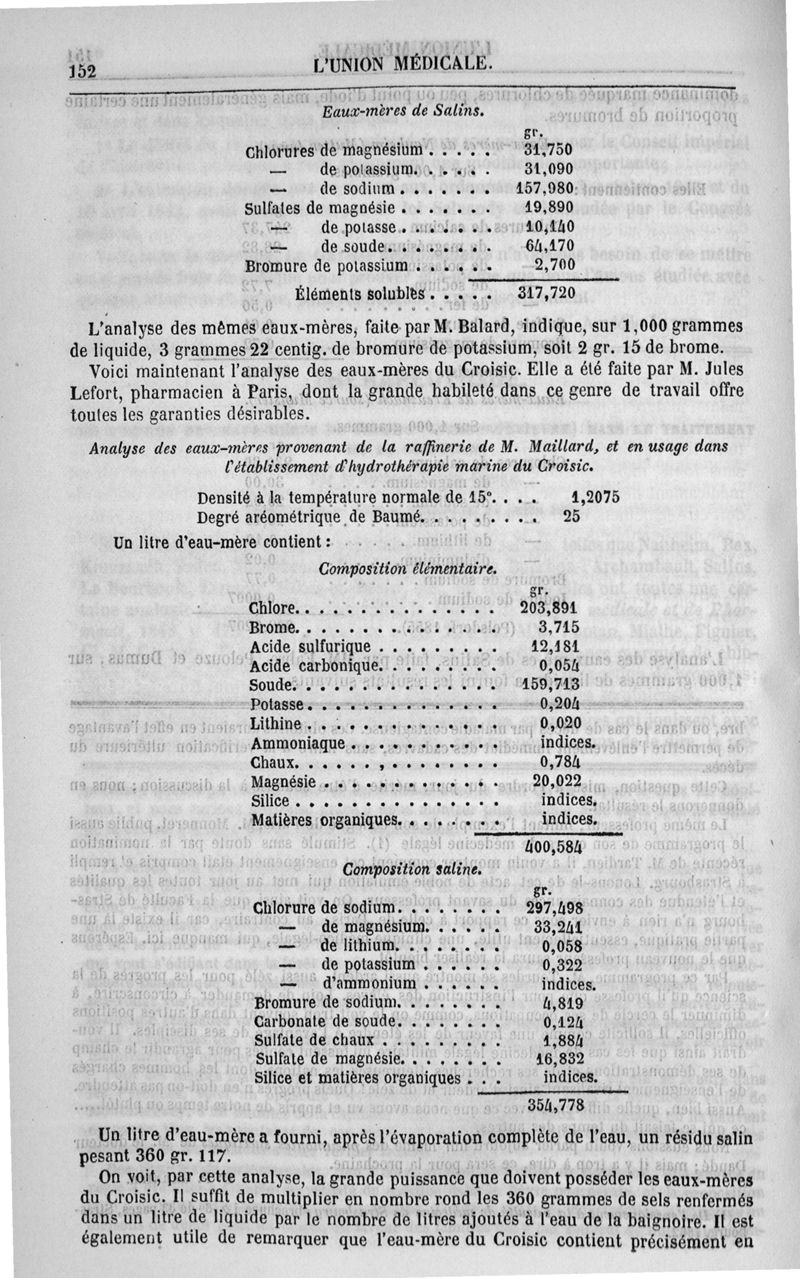 152
L'UNION MÉDICALE.
Eaux-mères de Salins.
gr.
Chlorures de magnésium . . . . . 31,750
— de potassium. . . . . . 31,090
— de sodium . . . . . . . 157,980
Sulfates de magnésie . . . . . . . 19,890
— de potasse . . . . . . . 10,140
— de soude. . . . . . . . 64,170
Bromure de potassium . . . . . . 2,700
Éléments solubles . . . . . 317,720
L'analyse des mêmes eaux-mères, faite par M. Balard, indique, sur 1,000 grammes
de liquide, 3 grammes 22 centig. de bromure de potassium, soit 2 gr. 15 de brome.
Voici maintenant l'analyse des eaux-mères du Croisic. Elle a été faite par M. Jules
Lefort, pharmacien à Paris, dont la grande habileté dans ce genre de travail offre
toutes les garanties désirables.
Analyse des eaux-mères provenant de la raffinerie de M. Maillard, et en usage dans
l'établissement d'hydrothérapie marine du Croisic.
Densité à la température normale de 15°. . . . 1,2075
Degré aréométrique de Baumé. . . . . . . . . 25
Un litre d'eau-mère contient :
Composition élémentaire.
gr.
Chlore. . . . . . . . . . . . . . . 203,891
Brome. . . . . . . . . . . . . . . 3,715
Acide sulfurique . . . . . . . . . 12,181
Acide carbonique. . . . . . . . . 0,054
Soude. . . . . . . . . . . . . . . 159,713
Potasse . . . . . . . . . . . . . . 0,204
Lithine . . . . . . . . . . . . . . 0,020
Ammoniaque . . . . . . . . . . . indices.
Chaux. . . . . . . . . . . . . . . 0,784
Magnésie . . . . . . . . . . . . . 20,022
Silice . . . . . . . . . . . . . . . indices.
Matières organiques. . . . . . . . indices.
400,584
Composition saline.
gr.
Chlorure de sodium. . . . . . . . 297,498
— de magnésium. . . . . . 33,241
— de lithium. . . . . . . . 0,058
— de potassium . . . . . . 0,322
— d'ammonium . . . . . . indices.
Bromure de sodium. . . . . . . . 4,819
Carbonate de soude. . . . . . . . 0,124
Sulfate de chaux . . . . . . . . . 1,884
Sulfate de magnésie. . . . . . . . 16,832
Silice et matières organiques . . . indices.
354,778
Un litre d'eau-mère a fourni, après l'évaporation complète de l'eau, un résidu salin
pesant 360 gr. 117.
On voit, par cette analyse, la grande puissance que doivent posséder les eaux-mères
du Croisic. Il suffit de multiplier en nombre rond les 360 grammes de sels renfermés
dans un litre de liquide par le nombre de litres ajoutés à l'eau de la baignoire. Il est
également utile de remarquer que l'eau-mère du Croisic contient précisément en